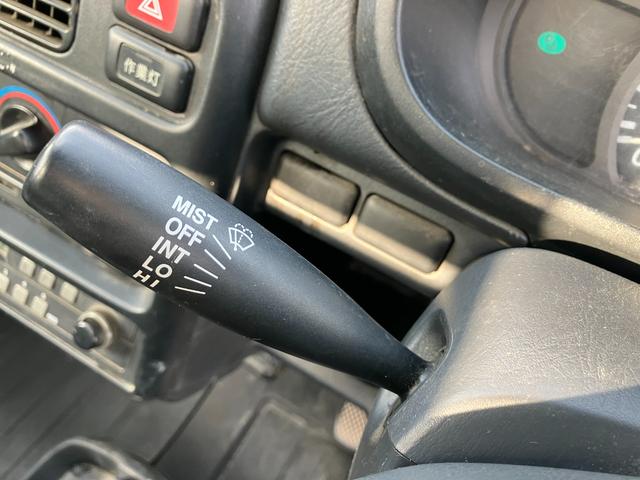 作業灯
MIST
OFF
INT
LO
HI